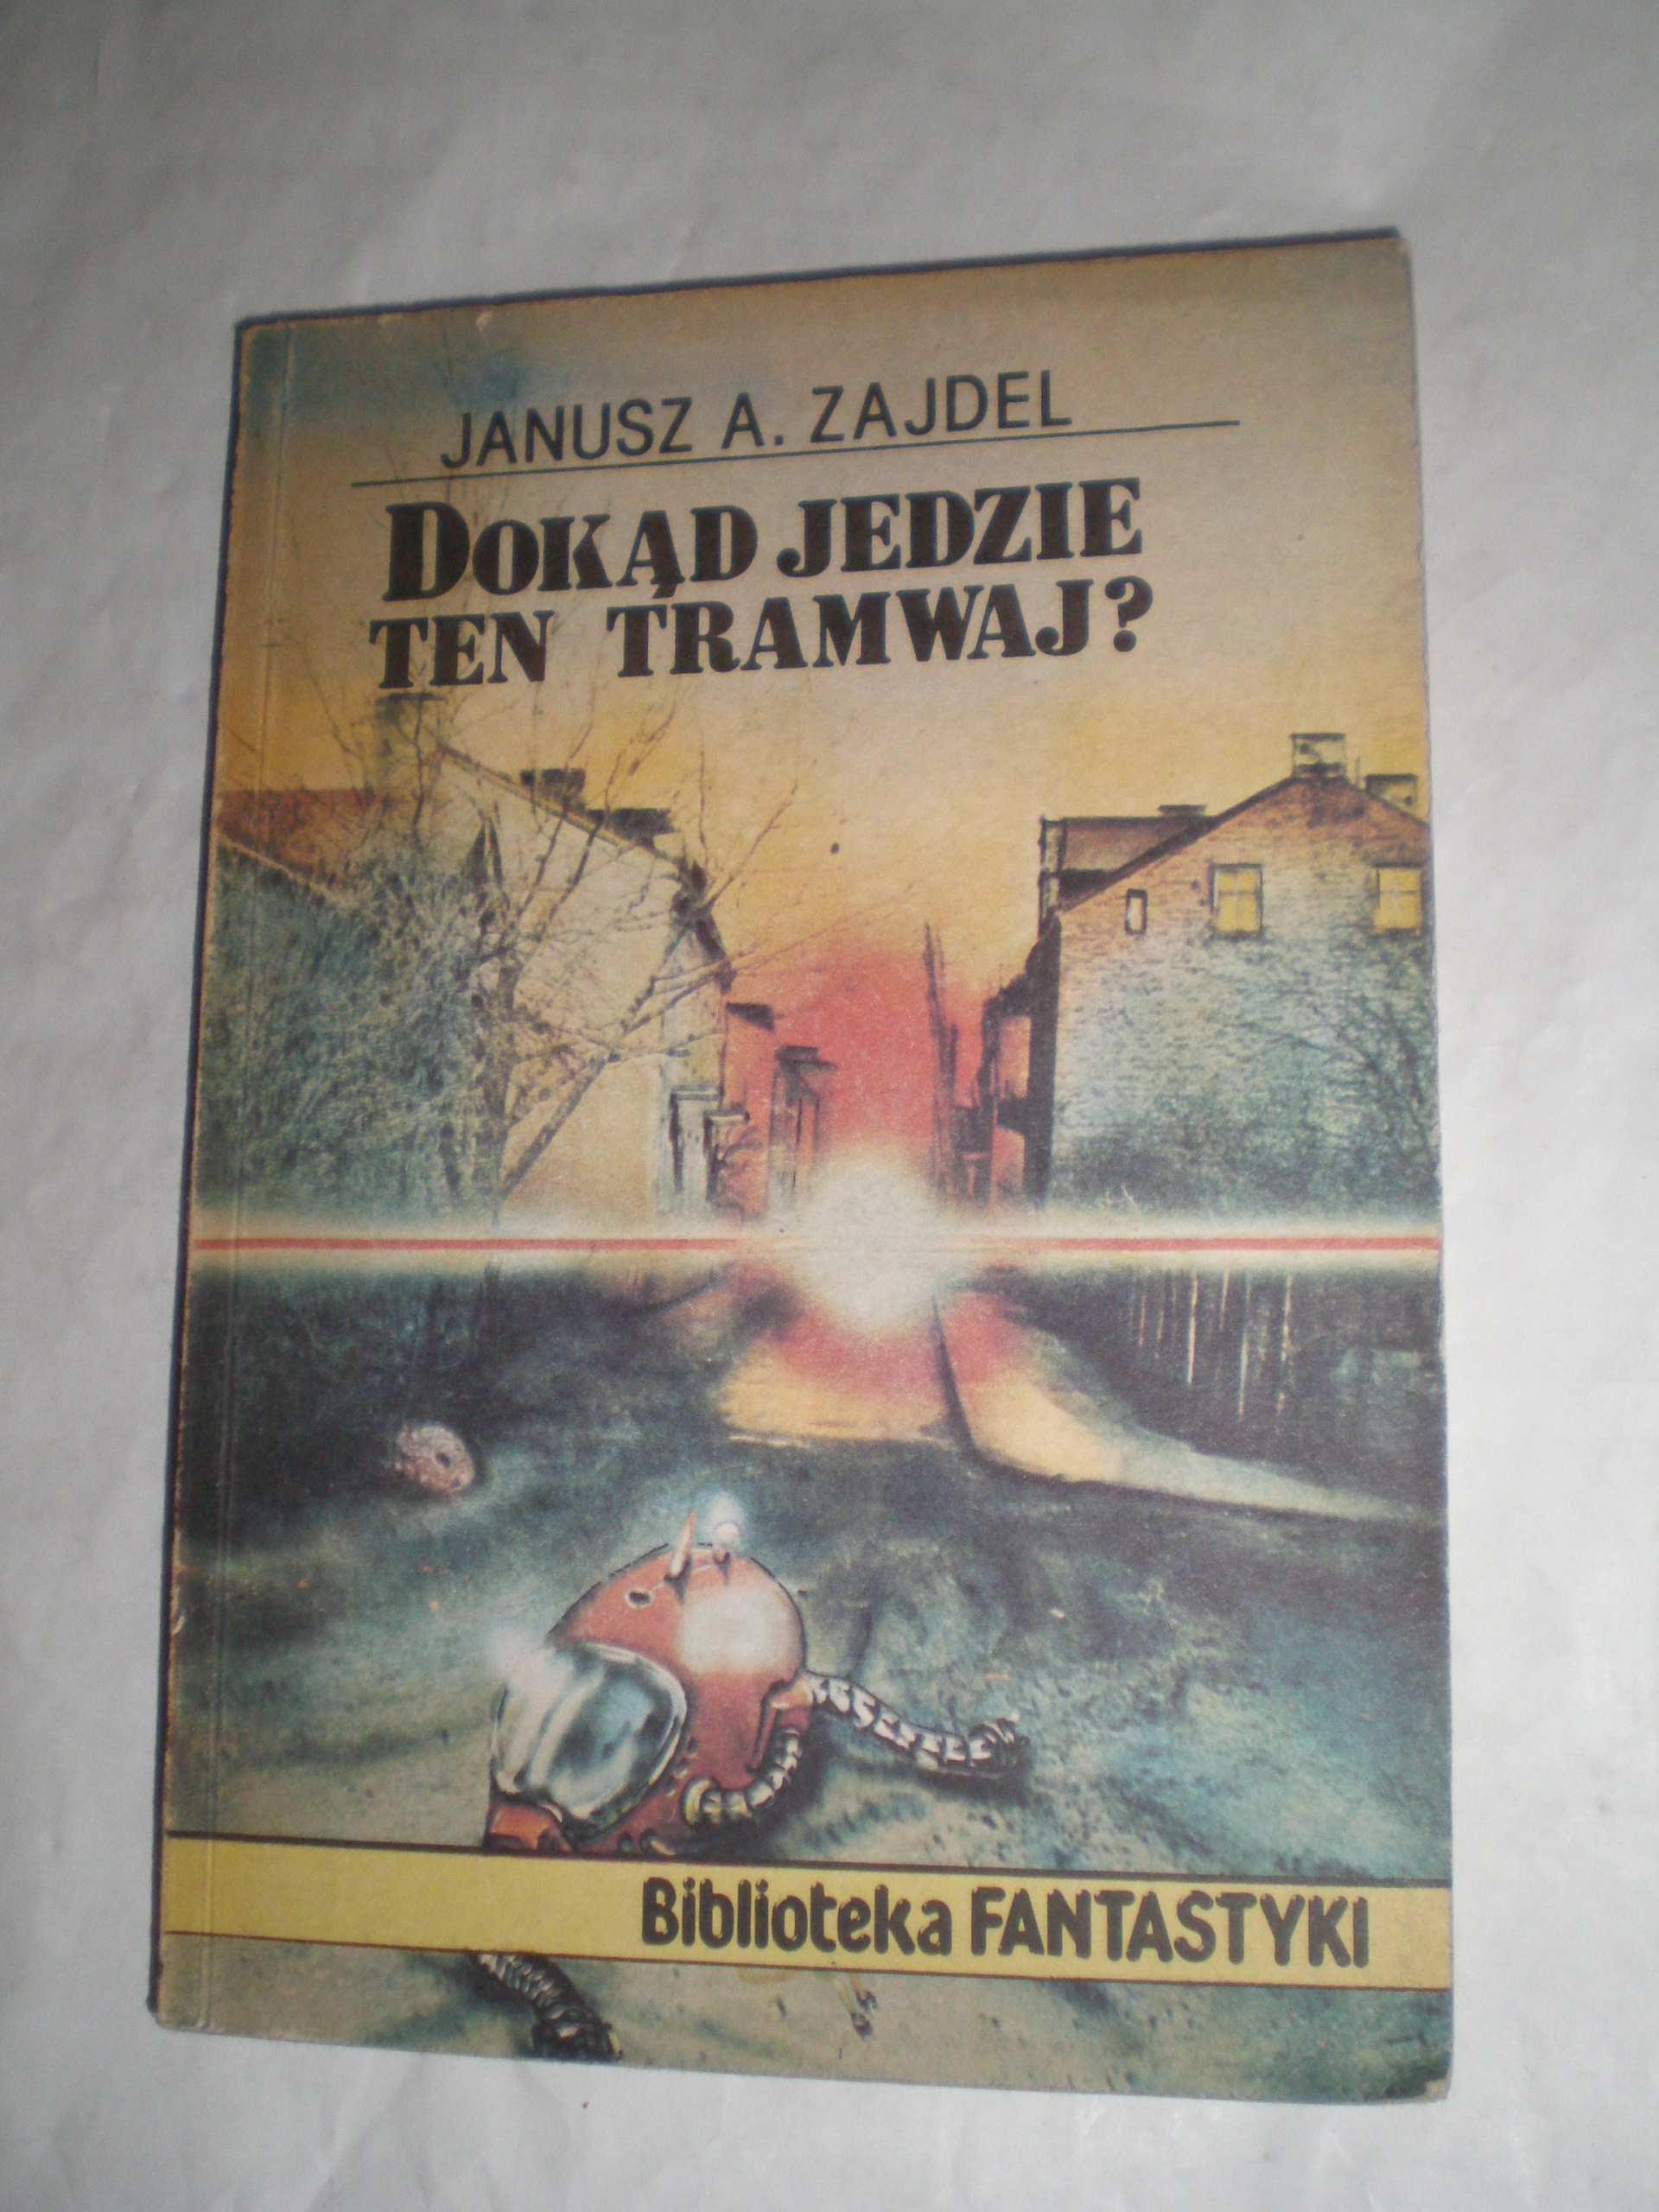 JANUSZ A. ZAJDEL
DOKĄD JEDZIE
TEN TRAMWAJ?
Biblioteka FANTASTYKI